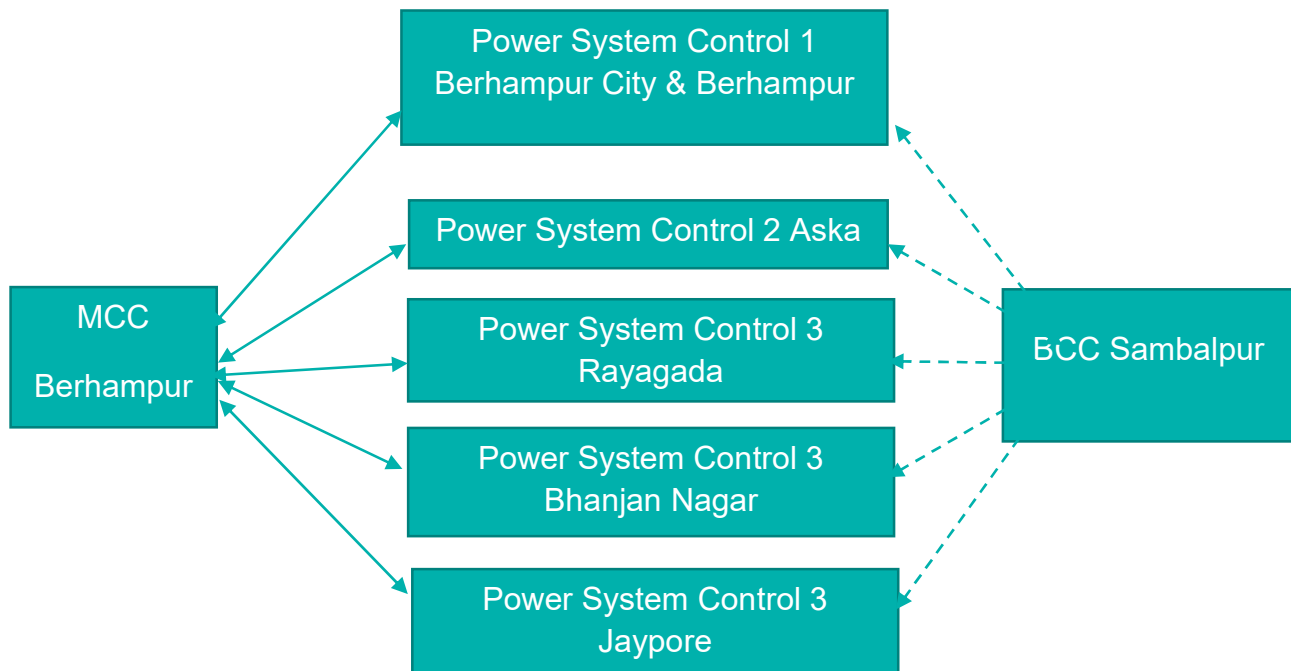 Power System Control 1
Berhampur City & Berhampur
Power System Control 2 Aska
MCC
Berhampur
Power System Control 3
Rayagada
BCC Sambalpur
Power System Control 3
Bhanjan Nagar
Power System Control 3
Jaypore